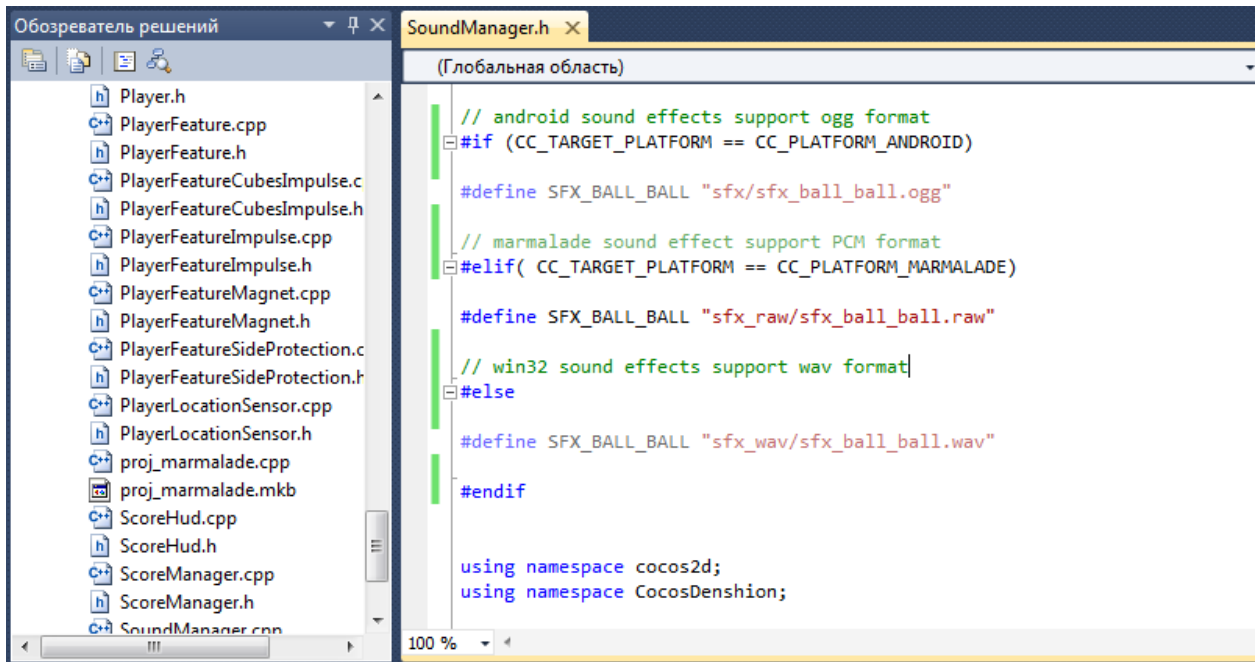 Обозреватель решений
Player.h
PlayerFeature.cpp
PlayerFeature.h
PlayerFeatureCubesImpulse.c
PlayerFeatureCubesImpulse.h
PlayerFeatureImpulse.cpp
PlayerFeatureImpulse.h
PlayerFeatureMagnet.cpp
PlayerFeatureMagnet.h
PlayerFeatureSideProtection.c
PlayerFeatureSideProtection.h
PlayerLocationSensor.cpp
PlayerLocationSensor.h
proj_marmalade.cpp
proj_marmalade.mkb
ScoreHud.cpp
ScoreHud.h
ScoreManager.cpp
ScoreManager.h
SoundManager.cpp
SoundManager.h
(Глобальная область)
// android sound effects support ogg format
#if (CC_TARGET_PLATFORM == CC_PLATFORM_ANDROID)
#define SFX_BALL_BALL "sfx/sfx_ball_ball.ogg"
// marmalade sound effect support PCM format
#elif( CC_TARGET_PLATFORM == CC_PLATFORM_MARMALADE)
#define SFX_BALL_BALL "sfx_raw/sfx_ball_ball.raw"
// win32 sound effects support wav format
#else
#define SFX_BALL_BALL "sfx_wav/sfx_ball_ball.wav"
#endif
using namespace cocos2d;
using namespace CocosDenshion;
100 %